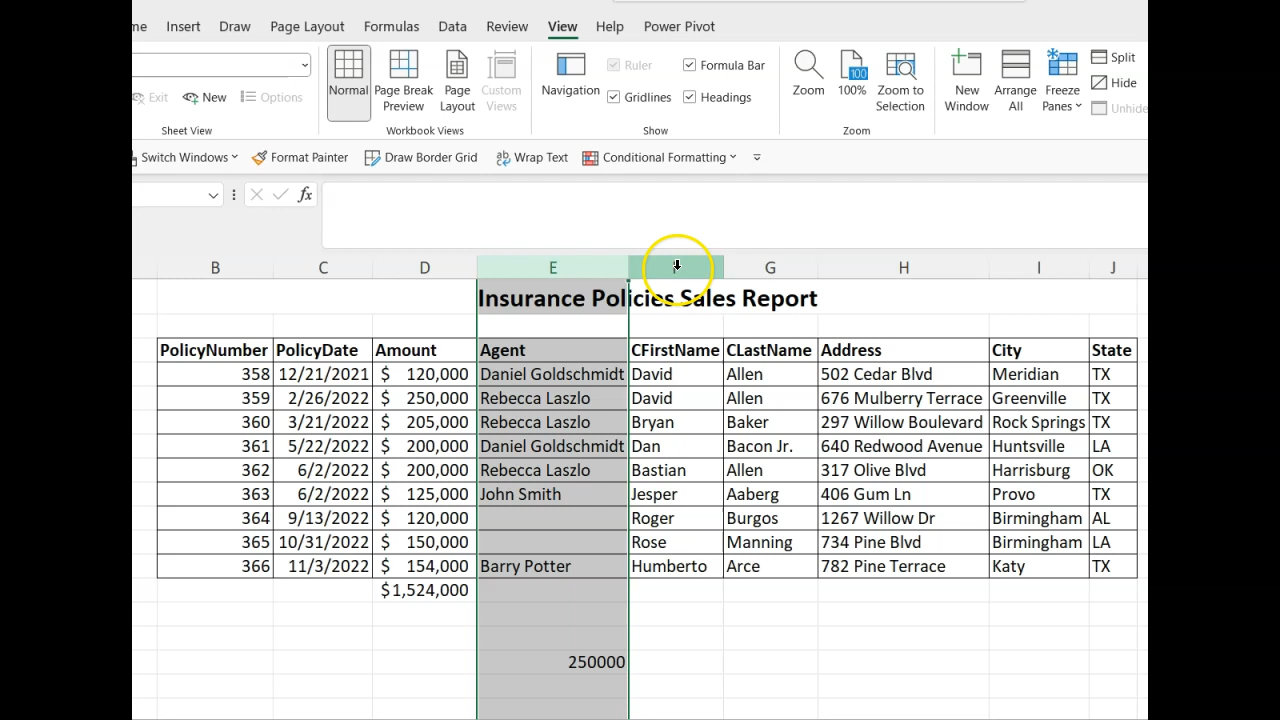 me Insert Draw Page Layout Formulas Data Review View Help Power Pivot
Normal Page Break Preview Page Layout Custom Views Navigation Ruler Formula Bar Zoom 100% Zoom to Selection New Window Arrange All Freeze Panes Split
100
Exit New Options Gridlines Headings Hide
Unhide
Sheet View Workbook Views Show Zoom
Switch Windows Format Painter Draw Border Grid ab Wrap Text Conditional Formatting
fx
B C D E G H I J
Insurance Policies Sales Report
PolicyNumber PolicyDate Amount Agent CFirstName CLastName Address City State
358 12/21/2021 $ 120,000 Daniel Goldschmidt David Allen 502 Cedar Blvd Meridian TX
359 2/26/2022 $ 250,000 Rebecca Laszlo David Allen 676 Mulberry Terrace Greenville TX
360 3/21/2022 $ 205,000 Rebecca Laszlo Bryan Baker 297 Willow Boulevard Rock Springs TX
361 5/22/2022 $ 200,000 Daniel Goldschmidt Dan Bacon Jr. 640 Redwood Avenue Huntsville LA
362 6/2/2022 $ 200,000 Rebecca Laszlo Bastian Allen 317 Olive Blvd Harrisburg OK
363 6/2/2022 $ 125,000 John Smith Jesper Aaberg 406 Gum Ln Provo TX
364 9/13/2022 $ 120,000 Roger Burgos 1267 Willow Dr Birmingham AL
365 10/31/2022 $ 150,000 Rose Manning 734 Pine Blvd Birmingham LA
366 11/3/2022 $ 154,000 Barry Potter Humberto Arce 782 Pine Terrace Katy TX
$1,524,000
250000